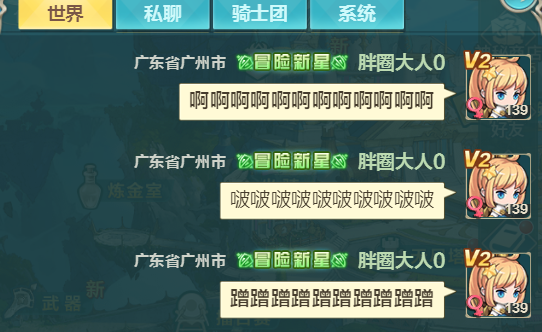 世界 私聊 骑士团 系统
广东省广州市 冒险新星 胖圈大人0 V2
啊啊啊啊啊啊啊啊啊啊啊啊
139
好友
广东省广州市 冒险新星 胖圈大人0 V2
啵啵啵啵啵啵啵啵啵啵
139
炼金室
广东省广州市 冒险新星 胖圈大人0 V2
蹭蹭蹭蹭蹭蹭蹭蹭蹭蹭
139
武器 新